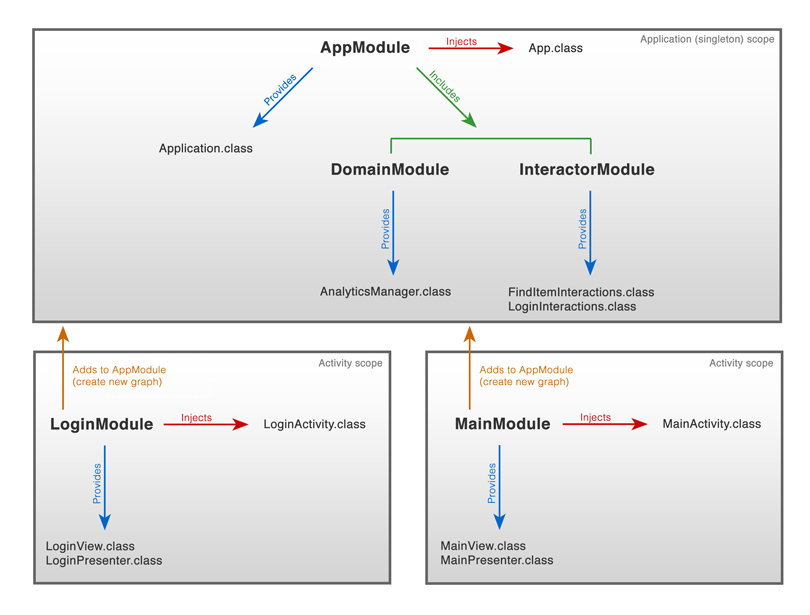 Application (singleton) scope
AppModule
Injects
App.class
Provides
Includes
Application.class
DomainModule
InteractorModule
Provides
Provides
AnalyticsManager.class
FindItemInteractions.class
LoginInteractions.class
Activity scope
Adds to AppModule
(create new graph)
LoginModule
Injects
LoginActivity.class
Provides
LoginView.class
LoginPresenter.class
Activity scope
Adds to AppModule
(create new graph)
MainModule
Injects
MainActivity.class
Provides
MainView.class
MainPresenter.class